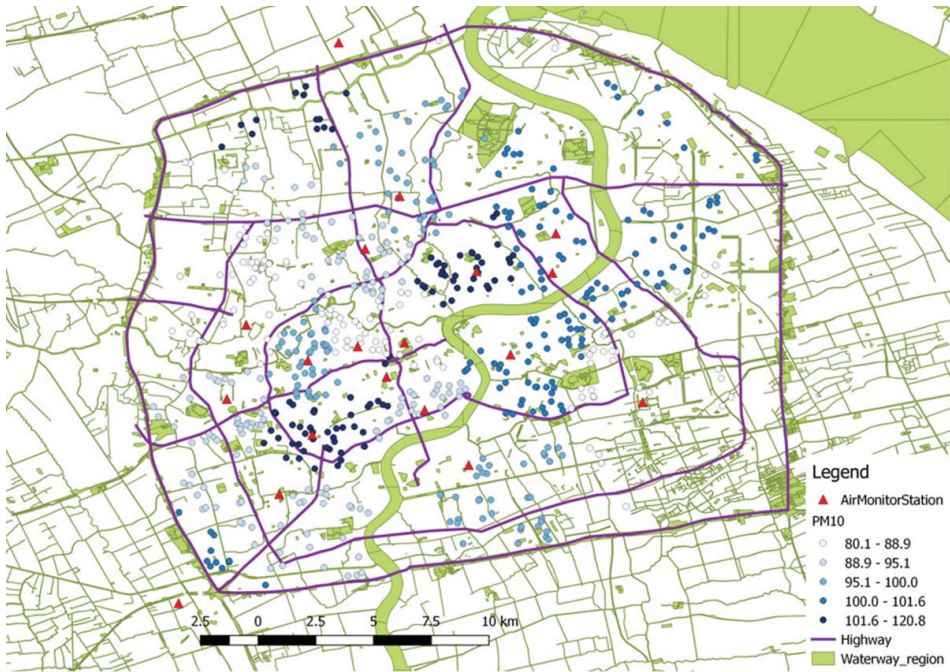 Legend
AirMonitorStation
PM10
80.1 - 88.9
88.9 - 95.1
95.1 - 100.0
100.0 - 101.6
101.6 - 120.8
Highway
Waterway_region
2.5 0 2.5 5 7.5 10 km